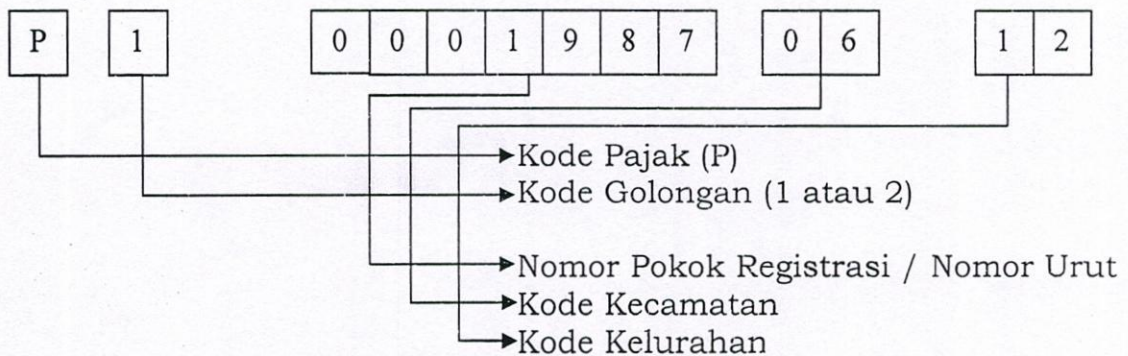 P 1 0 0 0 1 9 8 7 0 6 1 2
Kode Pajak (P)
Kode Golongan (1 atau 2)
Nomor Pokok Registrasi / Nomor Urut
Kode Kecamatan
Kode Kelurahan